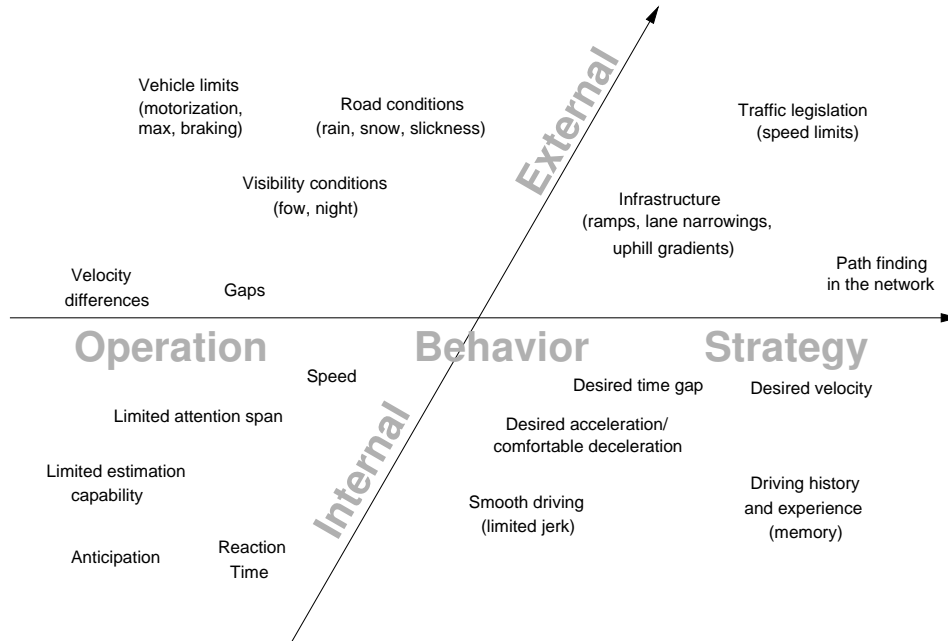 Vehicle limits
(motorization,
max, braking)
Road conditions
(rain, snow, slickness)
External
Traffic legislation
(speed limits)
Visibility conditions
(fow, night)
Infrastructure
(ramps, lane narrowings,
uphill gradients)
Velocity
differences
Gaps
Path finding
in the network
Operation
Behavior
Strategy
Speed
Desired time gap
Desired velocity
Limited attention span
Desired acceleration/
comfortable deceleration
Internal
Limited estimation
capability
Smooth driving
(limited jerk)
Driving history
and experience
(memory)
Anticipation
Reaction
Time